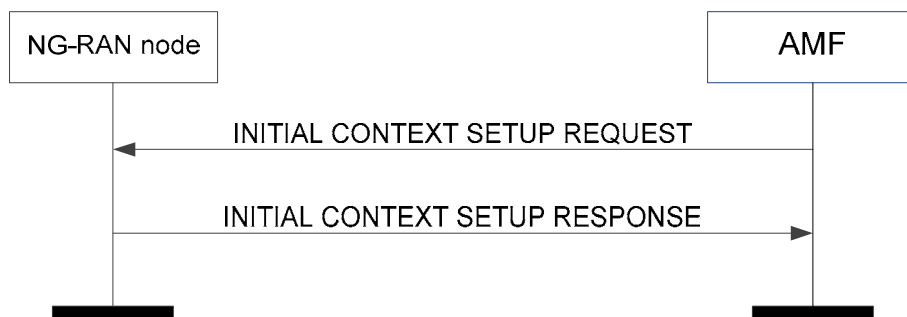 NG-RAN node
AMF
INITIAL CONTEXT SETUP REQUEST
INITIAL CONTEXT SETUP RESPONSE